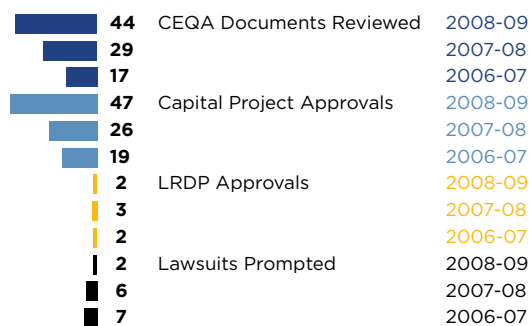 44 CEQA Documents Reviewed 2008-09
29 2007-08
17 2006-07
47 Capital Project Approvals 2008-09
26 2007-08
19 2006-07
2 LRDP Approvals 2008-09
3 2007-08
2 2006-07
2 Lawsuits Prompted 2008-09
6 2007-08
7 2006-07